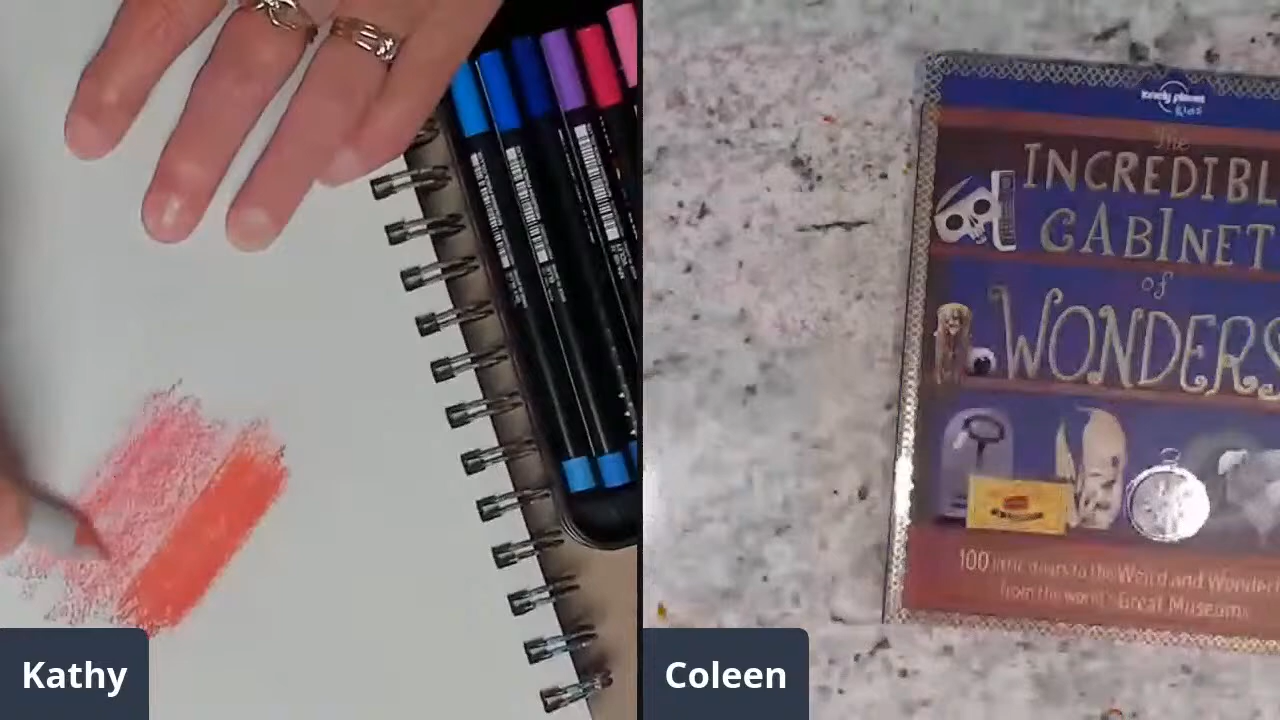 Kathy
lonely planet
kids
The
INCREDIBL
CABINET
of
WONDERS
100 little doors to the Weird and Wonder
from the world's Great Museums
Coleen